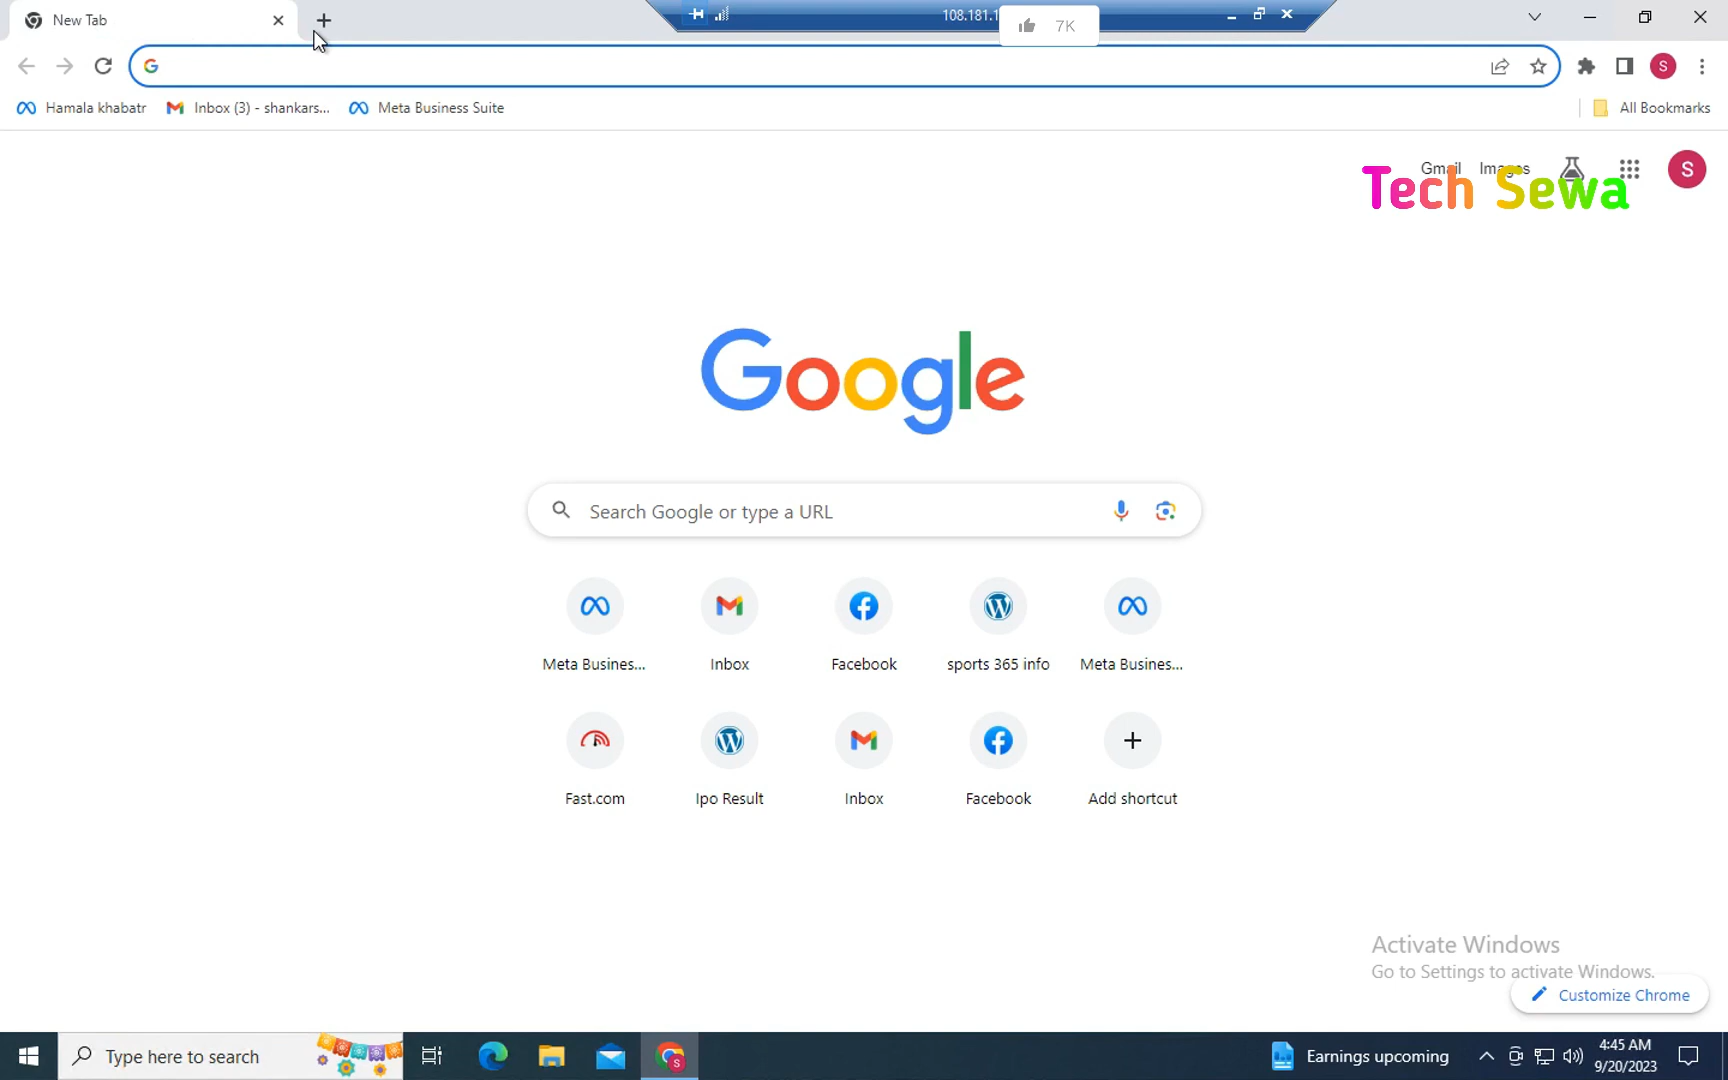 New Tab
108.181.1
7K
S
Hamala khabatr
Inbox (3) - shankars...
Meta Business Suite
All Bookmarks
Gmail
Images
S
Tech Sewa
Google
Search Google or type a URL
Meta Busines...
Inbox
Facebook
sports 365 info
Meta Busines...
Fast.com
Ipo Result
Inbox
Facebook
Add shortcut
Activate Windows
Go to Settings to activate Windows.
Customize Chrome
Type here to search
S
Earnings upcoming
4:45 AM
9/20/2023